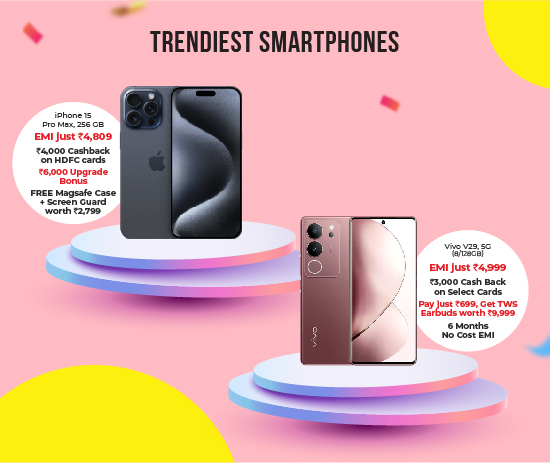 TRENDIEST SMARTPHONES
iPhone 15
Pro Max, 256 GB
EMI just ₹4,809
₹4,000 Cashback
on HDFC cards
₹6,000 Upgrade
Bonus
FREE Magsafe Case
+ Screen Guard
worth ₹2,799
Vivo V29, 5G
(8/128GB)
EMI just ₹4,999
₹3,000 Cash Back
on Select Cards
Pay just ₹699, Get TWS
Earbuds worth ₹9,999
6 Months
No Cost EMI
vivo